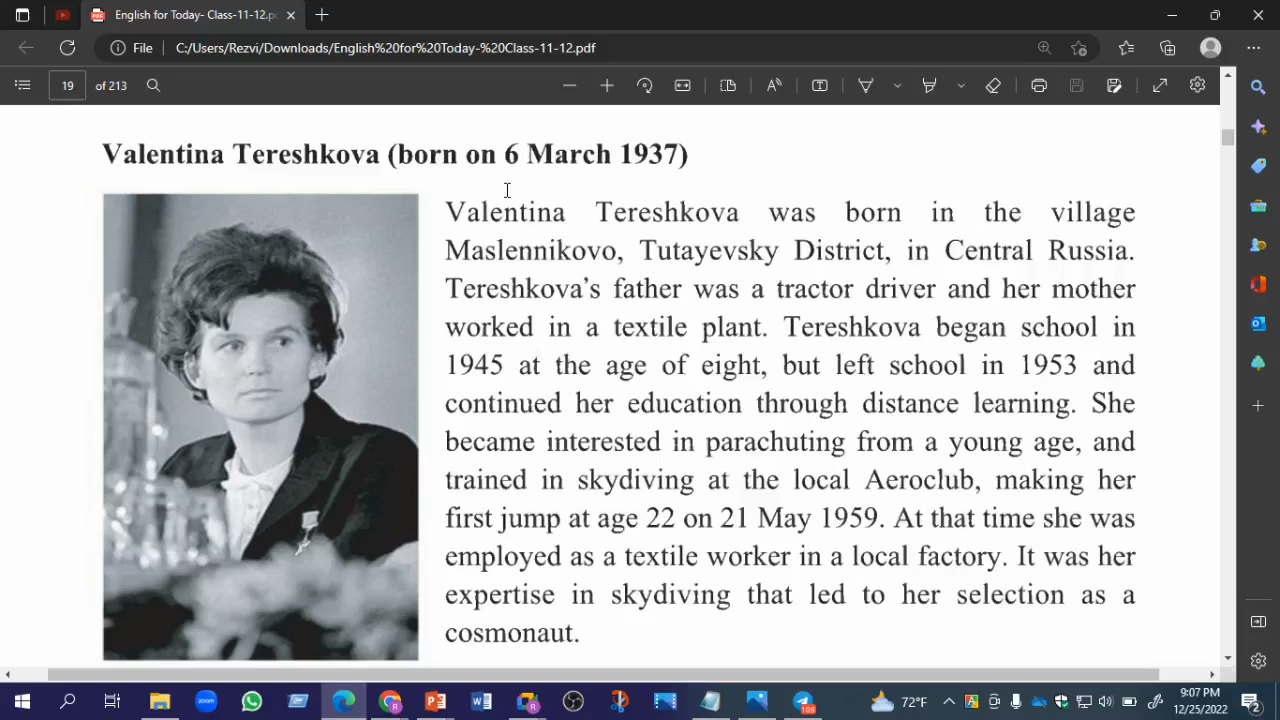 English for Today- Class-11-12.pc
File
C:/Users/Rezvi/Downloads/English%20for%20Today-%20Class-11-12.pdf
19 of 213
Valentina Tereshkova (born on 6 March 1937)
Valentina Tereshkova was born in the village
Maslennikovo, Tutayevsky District, in Central Russia.
Tereshkova's father was a tractor driver and her mother
worked in a textile plant. Tereshkova began school in
1945 at the age of eight, but left school in 1953 and
continued her education through distance learning. She
became interested in parachuting from a young age, and
trained in skydiving at the local Aeroclub, making her
first jump at age 22 on 21 May 1959. At that time she was
employed as a textile worker in a local factory. It was her
expertise in skydiving that led to her selection as a
cosmonaut.
72°F
9:07 PM
12/25/2022